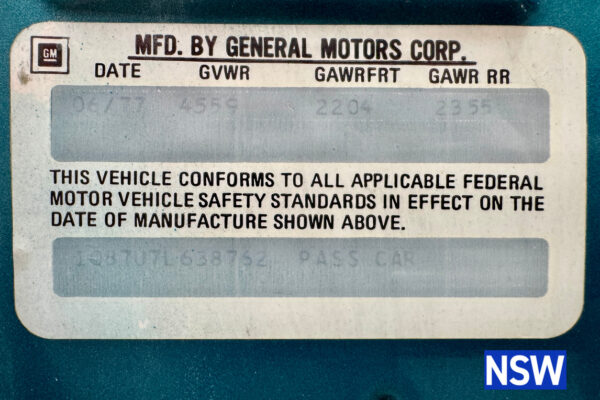 GM
MFD. BY GENERAL MOTORS CORP.
DATE GVWR GAWRFRT GAWR RR
06/77 4559 2204 2355
THIS VEHICLE CONFORMS TO ALL APPLICABLE FEDERAL
MOTOR VEHICLE SAFETY STANDARDS IN EFFECT ON THE
DATE OF MANUFACTURE SHOWN ABOVE.
1Q87U7L638762 PASS CAR
NSW